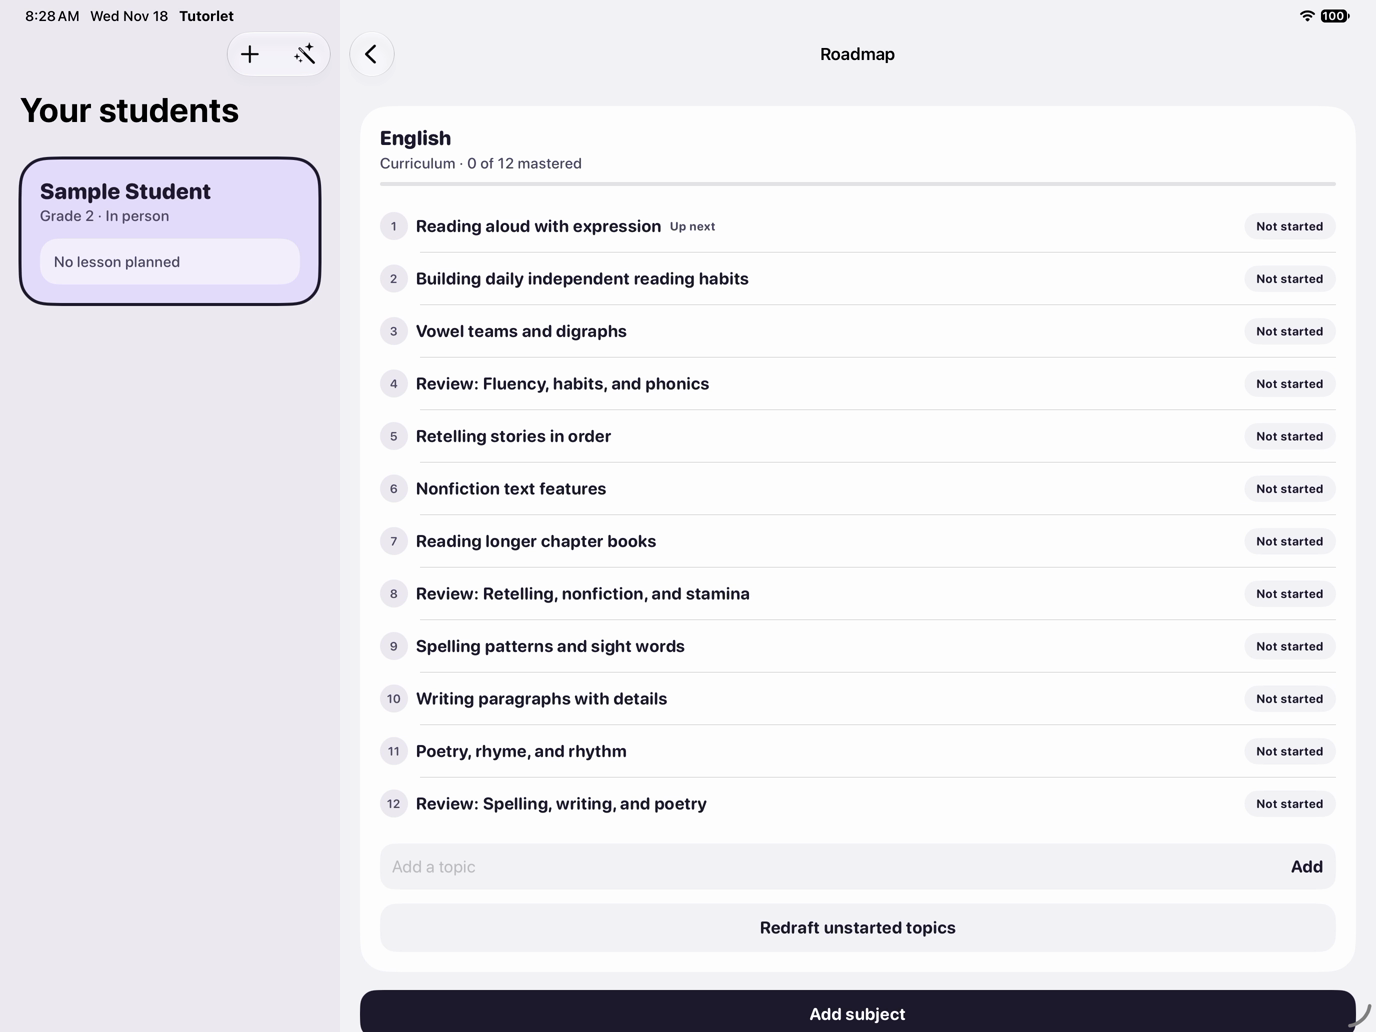 8:28 AM Wed Nov 18 Tutorlet
100
Your students
Sample Student
Grade 2 · In person
No lesson planned
Roadmap
English
Curriculum · 0 of 12 mastered
1 Reading aloud with expression Up next Not started
2 Building daily independent reading habits Not started
3 Vowel teams and digraphs Not started
4 Review: Fluency, habits, and phonics Not started
5 Retelling stories in order Not started
6 Nonfiction text features Not started
7 Reading longer chapter books Not started
8 Review: Retelling, nonfiction, and stamina Not started
9 Spelling patterns and sight words Not started
10 Writing paragraphs with details Not started
11 Poetry, rhyme, and rhythm Not started
12 Review: Spelling, writing, and poetry Not started
Add a topic Add
Redraft unstarted topics
Add subject